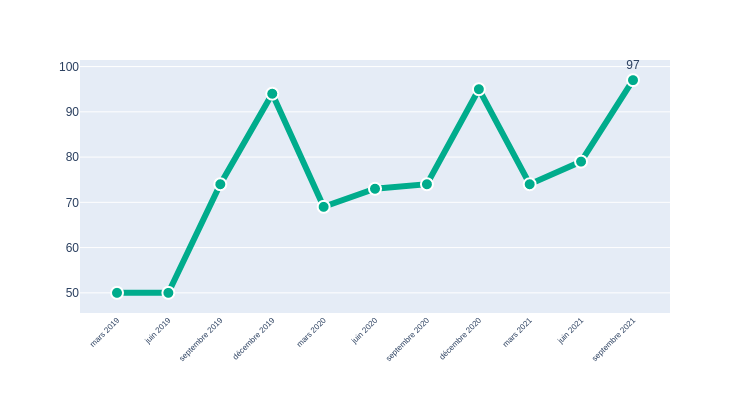 97
100
90
80
70
60
50
mars 2019
juin 2019
septembre 2019
décembre 2019
mars 2020
juin 2020
septembre 2020
décembre 2020
mars 2021
juin 2021
septembre 2021